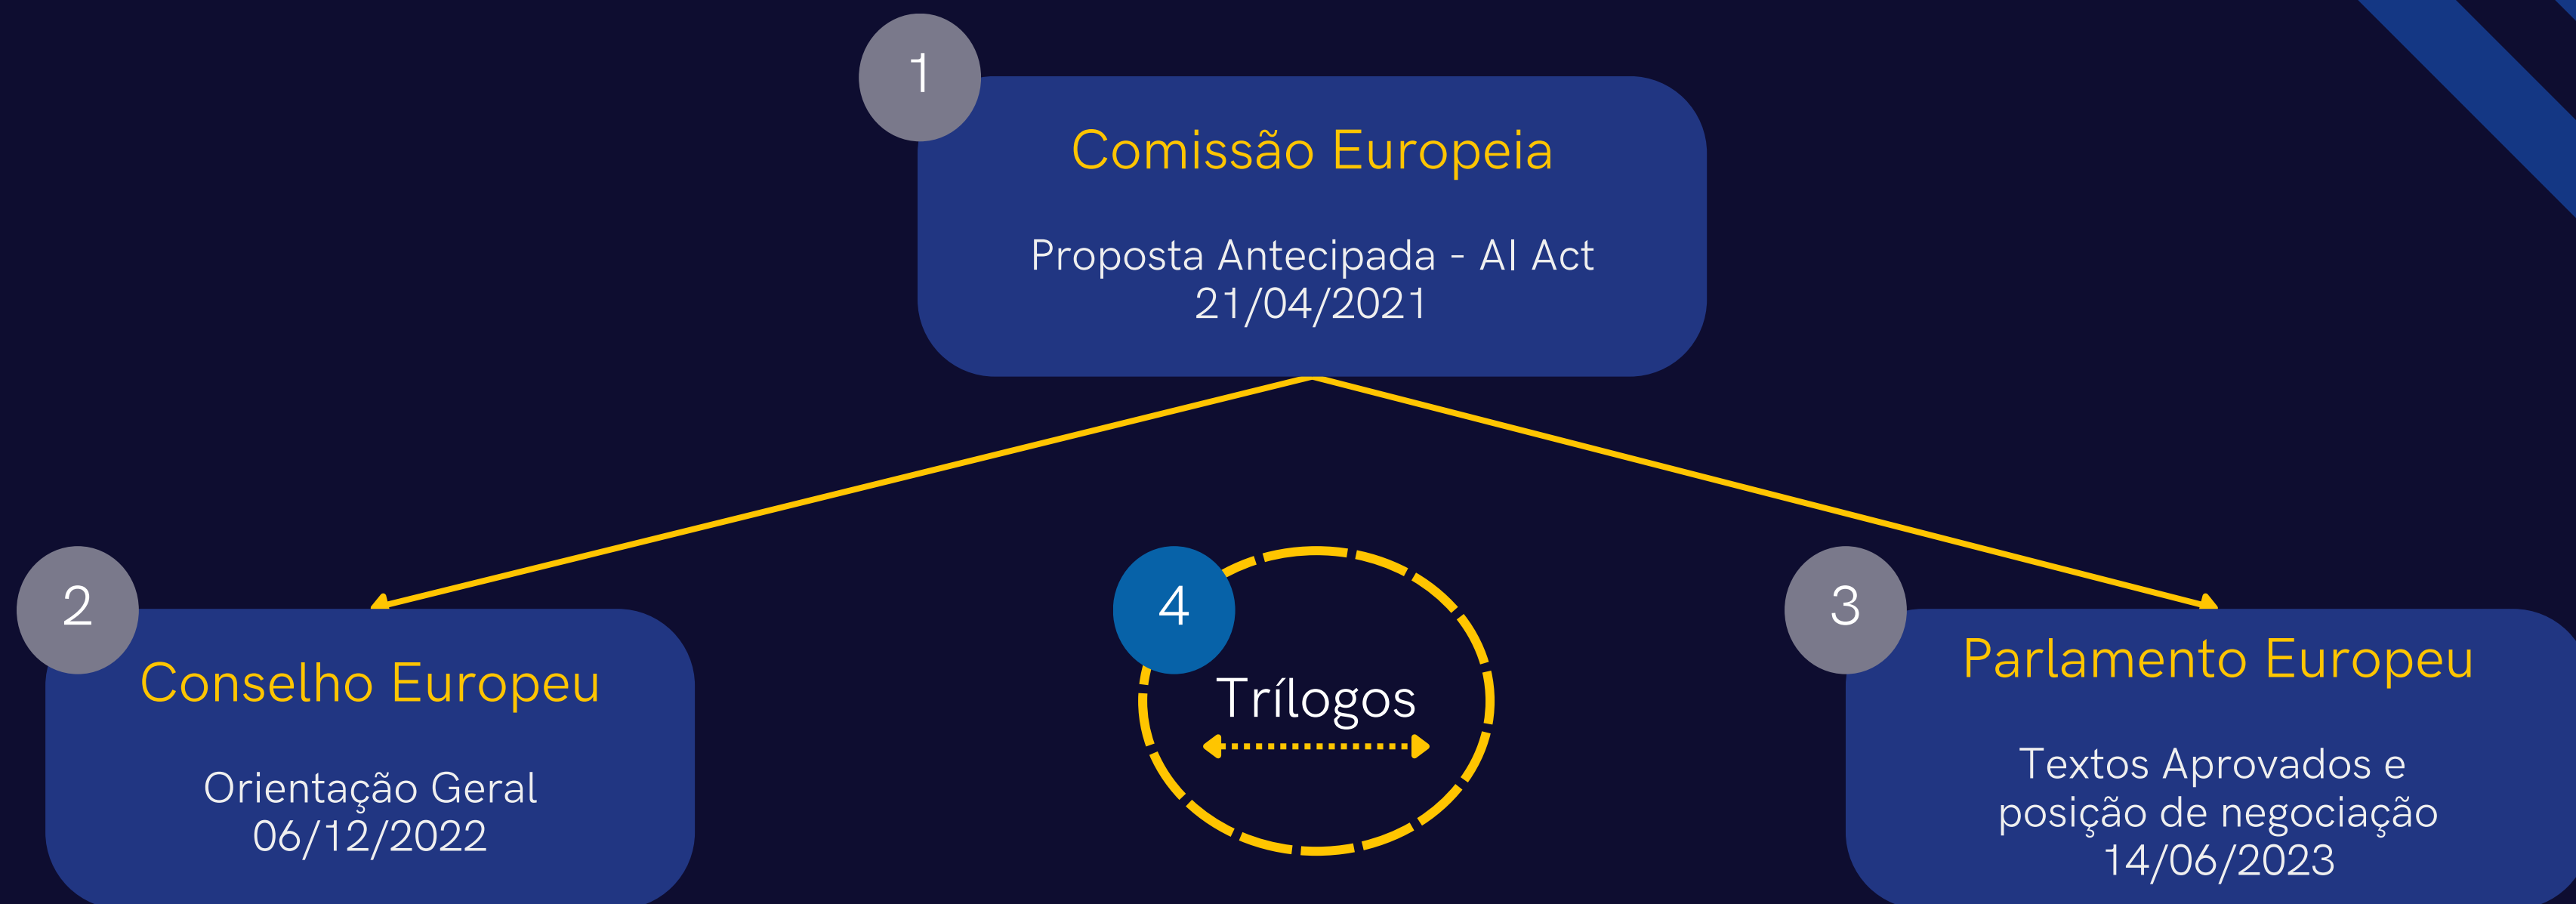 1
Comissão Europeia
Proposta Antecipada - AI Act
21/04/2021
2
Conselho Europeu
Orientação Geral
06/12/2022
4
Trílogos
3
Parlamento Europeu
Textos Aprovados e
posição de negociação
14/06/2023